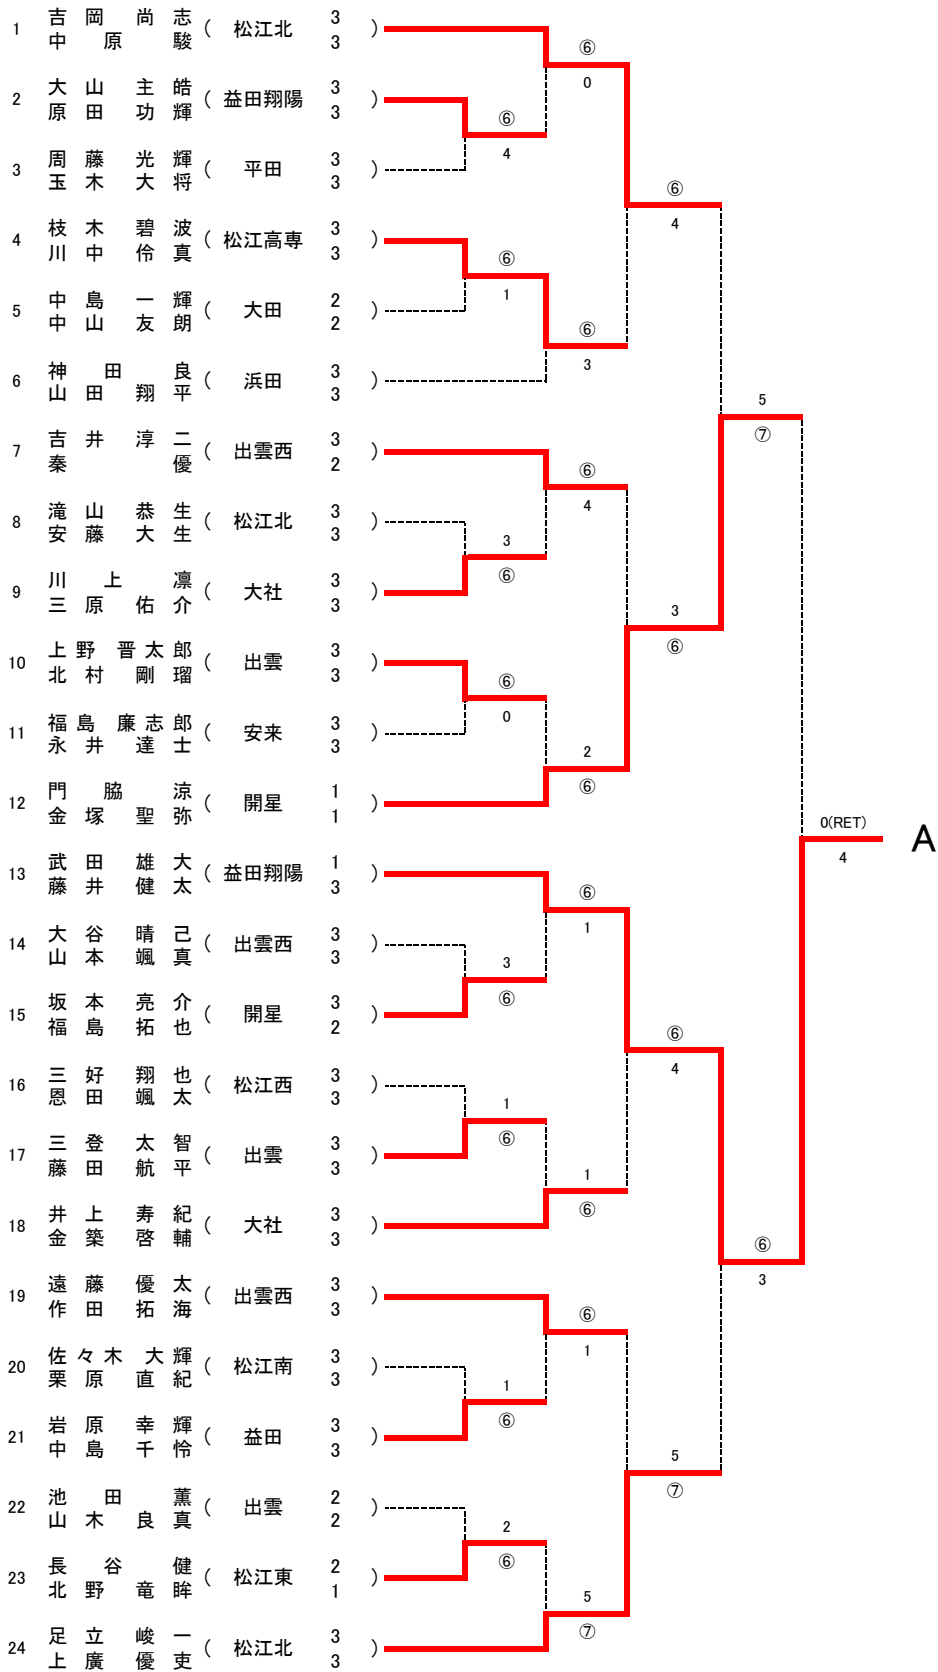 1 吉岡尚志 中原駿 ( 松江北 3 3 )
2 大山主皓 原田功輝 ( 益田翔陽 3 3 )
3 周藤光輝 玉木大将 ( 平田 3 3 )
4 枝木碧波 川中伶真 ( 松江高専 3 3 )
5 中島一輝 中山友朗 ( 大田 2 2 )
6 神田良 山田翔平 ( 浜田 3 3 )
7 吉井淳二 秦優 ( 出雲西 3 2 )
8 滝山恭生 安藤大生 ( 松江北 3 3 )
9 川上凛 三原佑介 ( 大社 3 3 )
10 上野晋太郎 北村剛瑠 ( 出雲 3 3 )
11 福島廉志郎 永井達士 ( 安来 3 3 )
12 門脇涼 金塚聖弥 ( 開星 1 1 )
13 武田雄大 藤井健太 ( 益田翔陽 1 3 )
14 大谷晴己 山本颯真 ( 出雲西 3 3 )
15 坂本亮介 福島拓也 ( 開星 3 2 )
16 三好翔也 恩田颯太 ( 松江西 3 3 )
17 三登太智 藤田航平 ( 出雲 3 3 )
18 井上寿紀 金築啓輔 ( 大社 3 3 )
19 遠藤優太 作田拓海 ( 出雲西 3 3 )
20 佐々木大輝 栗原直紀 ( 松江南 3 3 )
21 岩原幸輝 中島千怜 ( 益田 3 3 )
22 池田薫 山木良真 ( 出雲 2 2 )
23 長谷健 北野竜眸 ( 松江東 2 1 )
24 足立峻一 上廣優吏 ( 松江北 3 3 )
⑥ 4
⑥ 1
3 ⑥
⑥ 0
3 ⑥
1 ⑥
1 ⑥
2 ⑥
⑥ 0
⑥ 3
⑥ 4
2 ⑥
⑥ 1
1 ⑥
⑥ 1
5 ⑦
⑥ 4
3 ⑥
⑥ 4
5 ⑦
5 ⑦
⑥ 3
0(RET) 4
A